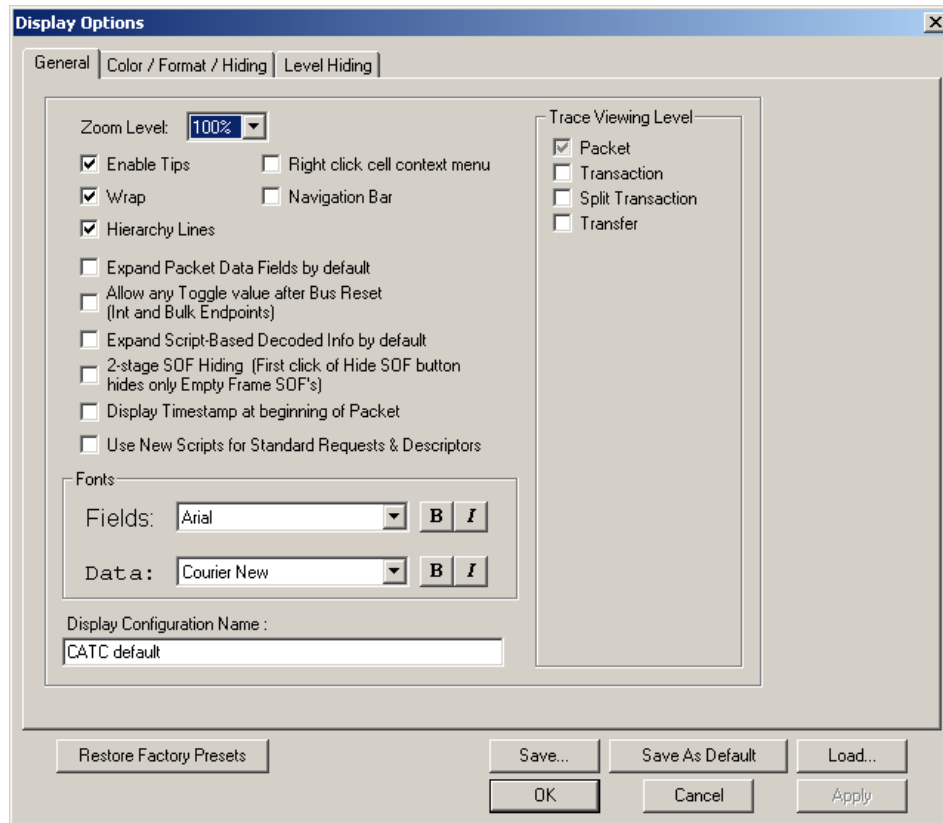 Display Options
General
Color / Format / Hiding
Level Hiding
Zoom Level:
100%
Enable Tips
Right click cell context menu
Wrap
Navigation Bar
Hierarchy Lines
Expand Packet Data Fields by default
Allow any Toggle value after Bus Reset
(Int and Bulk Endpoints)
Expand Script-Based Decoded Info by default
2-stage SOF Hiding  (First click of Hide SOF button
hides only Empty Frame SOF's)
Display Timestamp at beginning of Packet
Use New Scripts for Standard Requests & Descriptors
Fonts
Fields:
Arial
B
I
Data:
Courier New
B
I
Display Configuration Name :
CATC default
Trace Viewing Level
Packet
Transaction
Split Transaction
Transfer
Restore Factory Presets
Save...
Save As Default
Load...
OK
Cancel
Apply